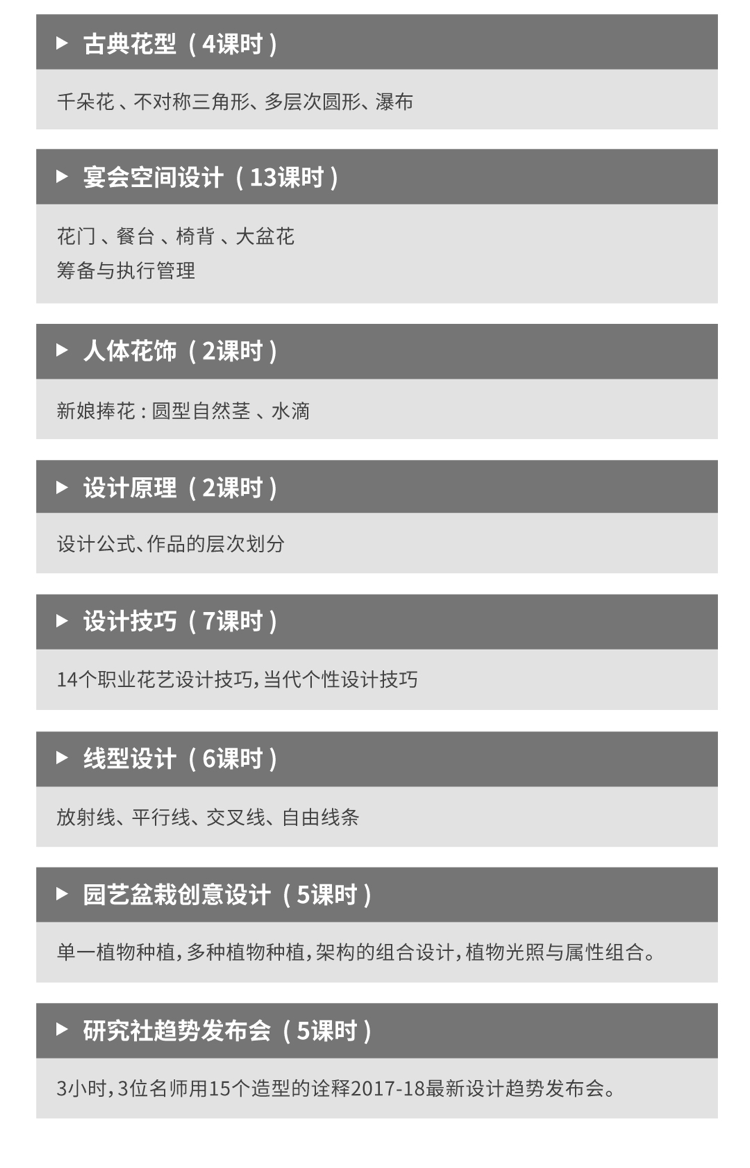 古典花型 ( 4课时 )
千朵花、不对称三角形、多层次圆形、瀑布
宴会空间设计 ( 13课时 )
花门、餐台、椅背、大盆花
筹备与执行管理
人体花饰 ( 2课时 )
新娘捧花 : 圆型自然茎、水滴
设计原理 ( 2课时 )
设计公式、作品的层次划分
设计技巧 ( 7课时 )
14个职业花艺设计技巧,当代个性设计技巧
线型设计 ( 6课时 )
放射线、平行线、交叉线、自由线条
园艺盆栽创意设计 ( 5课时 )
单一植物种植,多种植物种植,架构的组合设计,植物光照与属性组合。
研究社趋势发布会 ( 5课时 )
3小时,3位名师用15个造型的诠释2017-18最新设计趋势发布会。